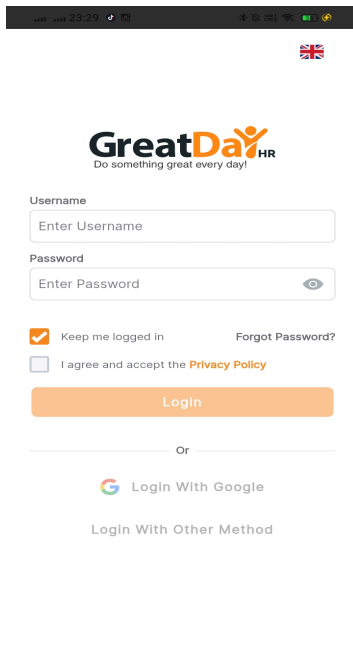 23:29
GreatDay HR
Do something great every day!
Username
Enter Username
Password
Enter Password
Keep me logged in Forgot Password?
I agree and accept the Privacy Policy
Login
Or
Login With Google
Login With Other Method